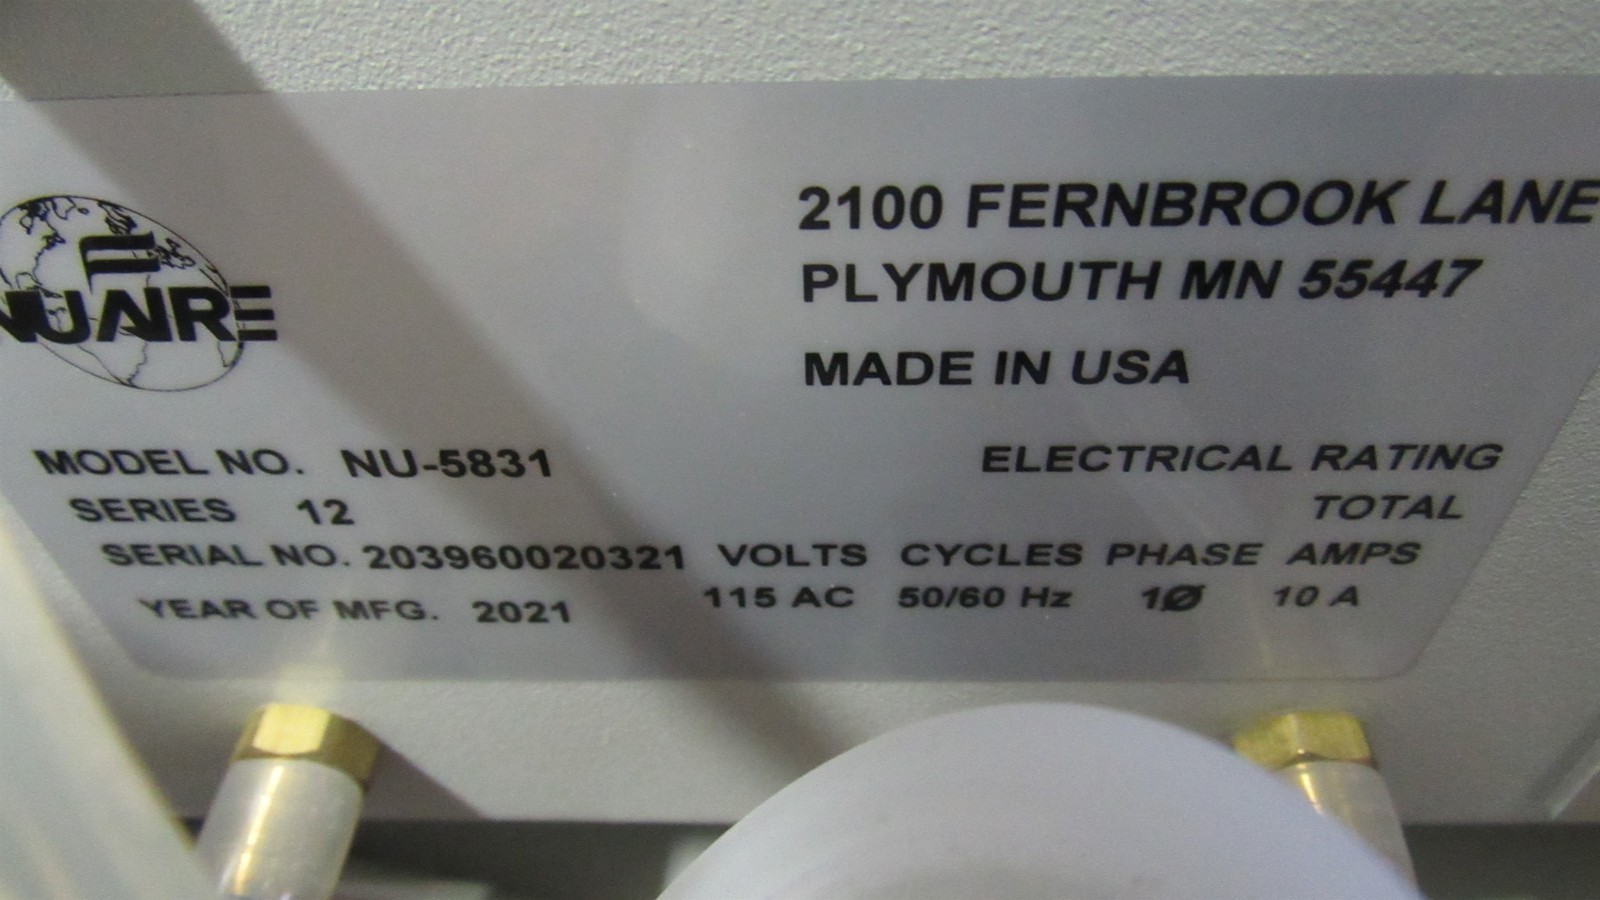 NUAIRE
2100 FERNBROOK LANE
PLYMOUTH MN 55447
MADE IN USA
MODEL NO. NU-5831
ELECTRICAL RATING
SERIES 12
TOTAL
SERIAL NO. 203960020321 VOLTS CYCLES PHASE AMPS
YEAR OF MFG. 2021 115 AC 50/60 Hz 1Ø 10 A